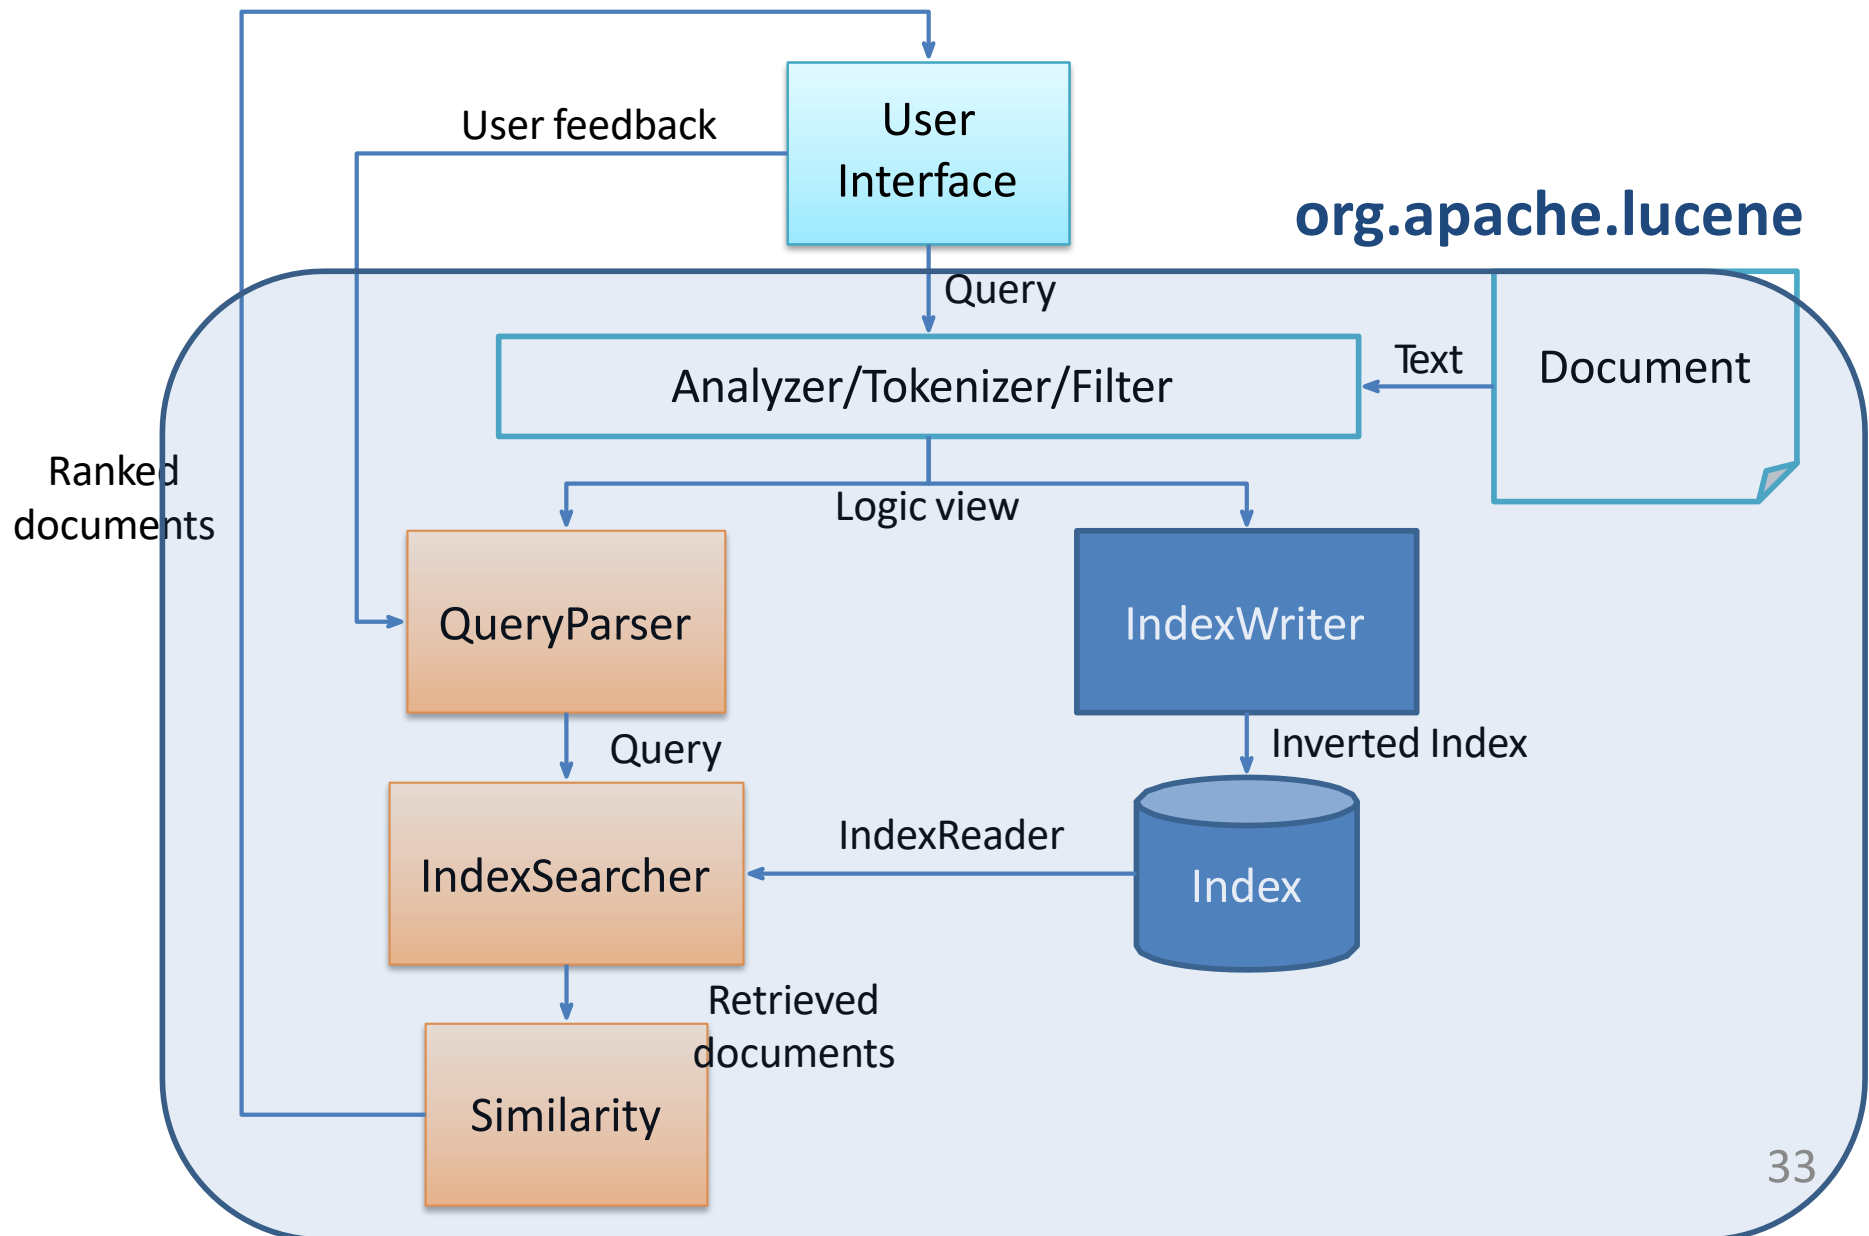 User feedback
User
Interface
org.apache.lucene
Query
Analyzer/Tokenizer/Filter
Text
Document
Ranked
documents
Logic view
QueryParser
IndexWriter
Query
Inverted Index
IndexReader
IndexSearcher
Index
Retrieved
documents
Similarity
33